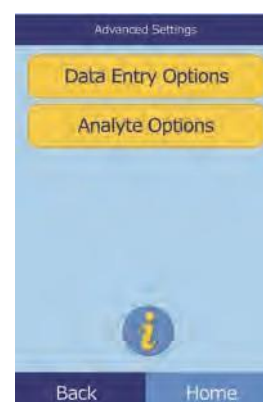 Advanced Settings
Data Entry Options
Analyte Options
i
Back Home